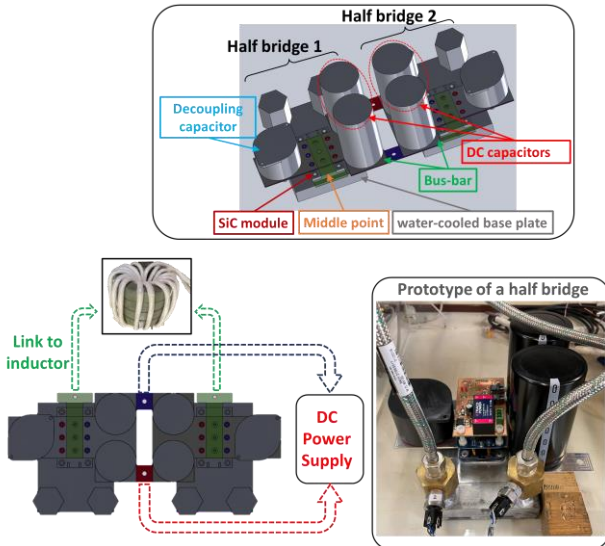 Half bridge 2
Half bridge 1
Decoupling
capacitor
DC capacitors
Bus-bar
SiC module
Middle point
water-cooled base plate
Link to
inductor
DC
Power
Supply
Prototype of a half bridge